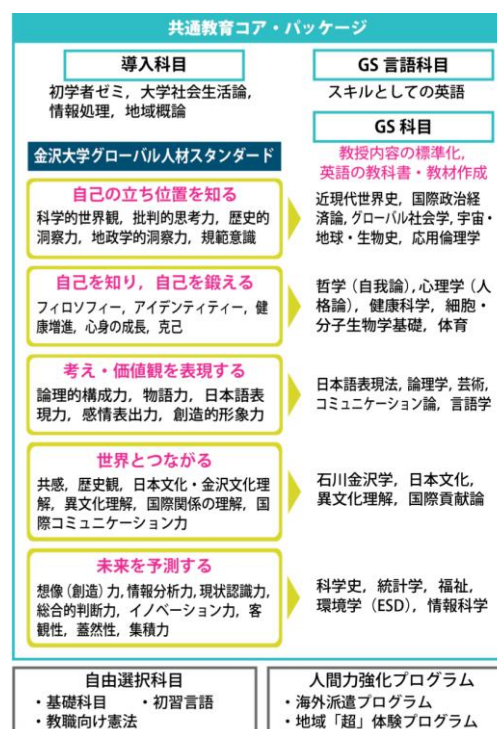 共通教育コア・パッケージ
導入科目
初学者ゼミ，大学社会生活論，
情報処理，地域概論
GS 言語科目
スキルとしての英語
GS 科目
教授内容の標準化，
英語の教科書・教材作成
金沢大学グローバル人材スタンダード
自己の立ち位置を知る
科学的世界観，批判的思考力，歴史的
洞察力，地政学的洞察力，規範意識
近現代世界史，国際政治経
済論，グローバル社会学，宇宙・
地球・生物史，応用倫理学
自己を知り，自己を鍛える
フィロソフィー，アイデンティティー，健
康増進，心身の成長，克己
哲学（自我論），心理学（人
格論），健康科学，細胞・
分子生物学基礎，体育
考え・価値観を表現する
論理的構成力，物語力，日本語表
現力，感情表出力，創造的形象力
日本語表現法，論理学，芸術，
コミュニケーション論，言語学
世界とつながる
共感，歴史観，日本文化・金沢文化理
解，異文化理解，国際関係の理解，国
際コミュニケーション力
石川金沢学，日本文化，
異文化理解，国際貢献論
未来を予測する
想像（創造）力，情報分析力，現状認識力，
総合的判断力，イノベーション力，客
観性，蓋然性，集積力
科学史，統計学，福祉，
環境学（ESD），情報科学
自由選択科目
・基礎科目　・初習言語
・教職向け憲法
人間力強化プログラム
・海外派遣プログラム
・地域「超」体験プログラム